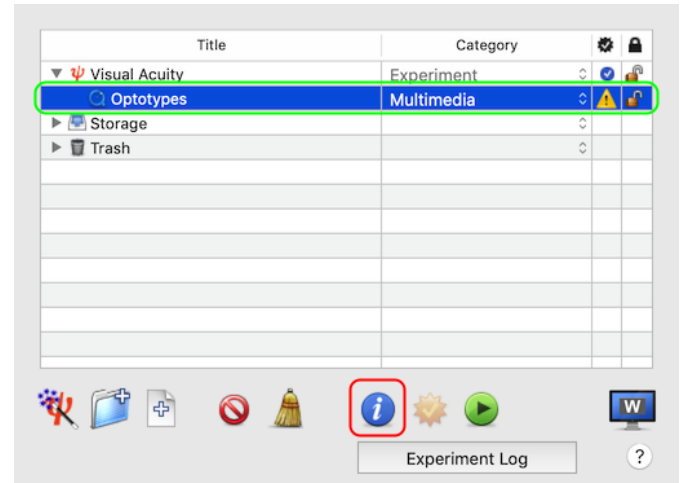 Title Category
Ψ Visual Acuity Experiment
Optotypes Multimedia
Storage
Trash
i W
Experiment Log ?